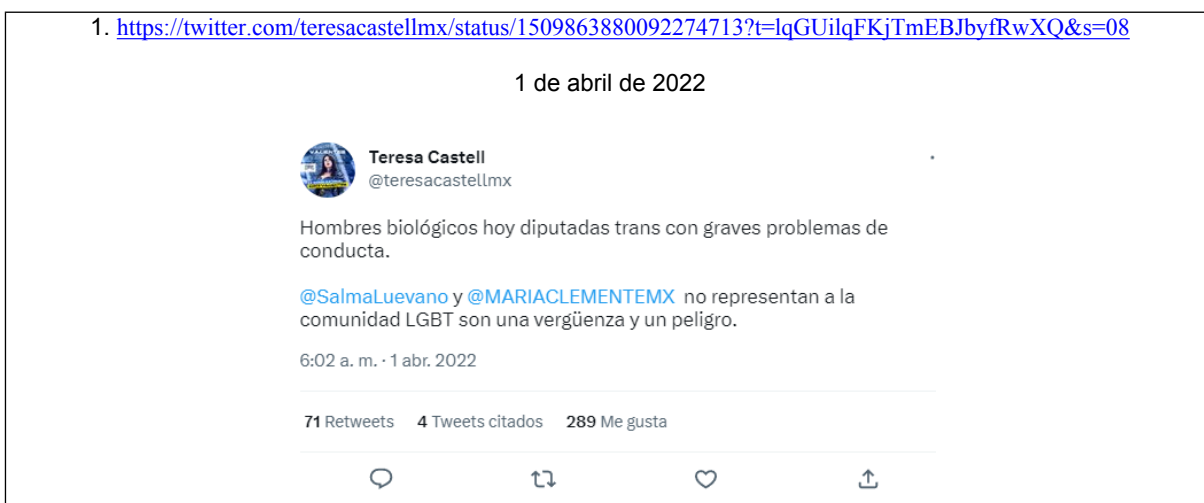 1. https://twitter.com/teresacastellmx/status/1509863880092274713?t=lqGUilqFKjTmEBJbyfRwXQ&s=08
1 de abril de 2022
Teresa Castell
@teresacastellmx
Hombres biológicos hoy diputadas trans con graves problemas de
conducta.
@SalmaLuevano y @MARIACLEMENTEMX no representan a la
comunidad LGBT son una vergüenza y un peligro.
6:02 a. m. · 1 abr. 2022
71 Retweets 4 Tweets citados 289 Me gusta